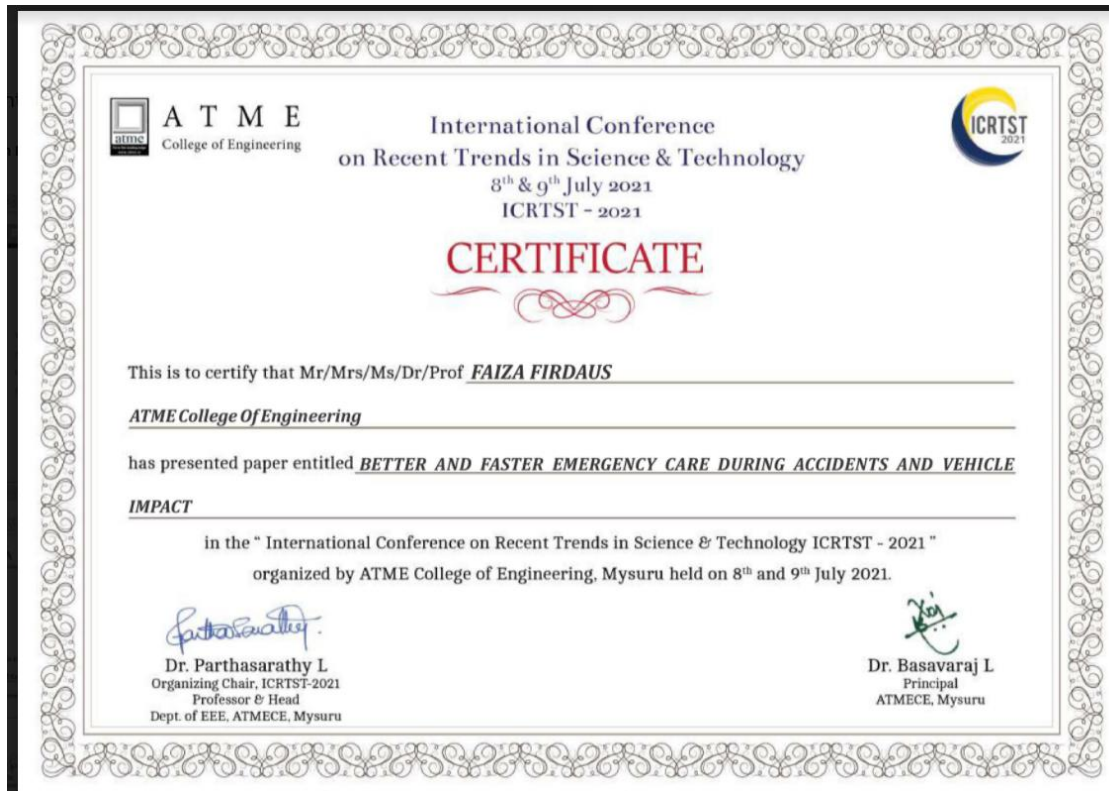 atme
A T M E
College of Engineering
International Conference
on Recent Trends in Science & Technology
8th & 9th July 2021
ICRTST - 2021
ICRTST
2021
CERTIFICATE
This is to certify that Mr/Mrs/Ms/Dr/Prof FAIZA FIRDAUS
ATME College Of Engineering
has presented paper entitled BETTER AND FASTER EMERGENCY CARE DURING ACCIDENTS AND VEHICLE
IMPACT
in the " International Conference on Recent Trends in Science & Technology ICRTST - 2021 "
organized by ATME College of Engineering, Mysuru held on 8th and 9th July 2021.
Dr. Parthasarathy L
Organizing Chair, ICRTST-2021
Professor & Head
Dept. of EEE, ATMECE, Mysuru
Dr. Basavaraj L
Principal
ATMECE, Mysuru